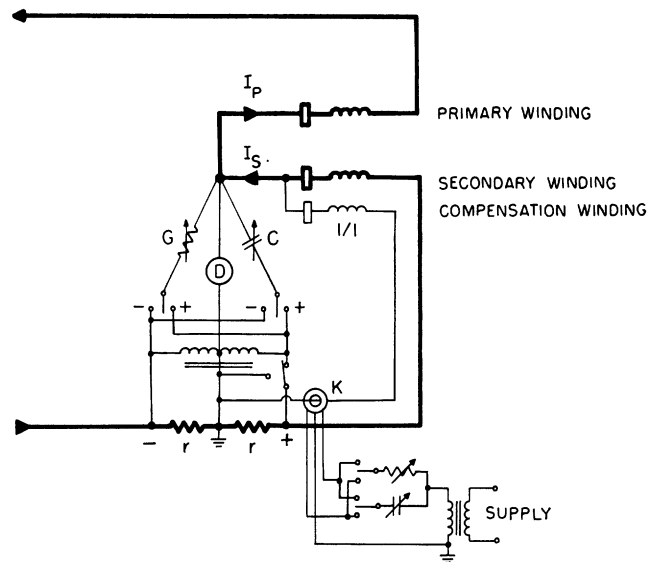 I_P
PRIMARY WINDING
I_S.
SECONDARY WINDING
COMPENSATION WINDING
1/1
G
C
D
− + − +
K
− r r +
SUPPLY